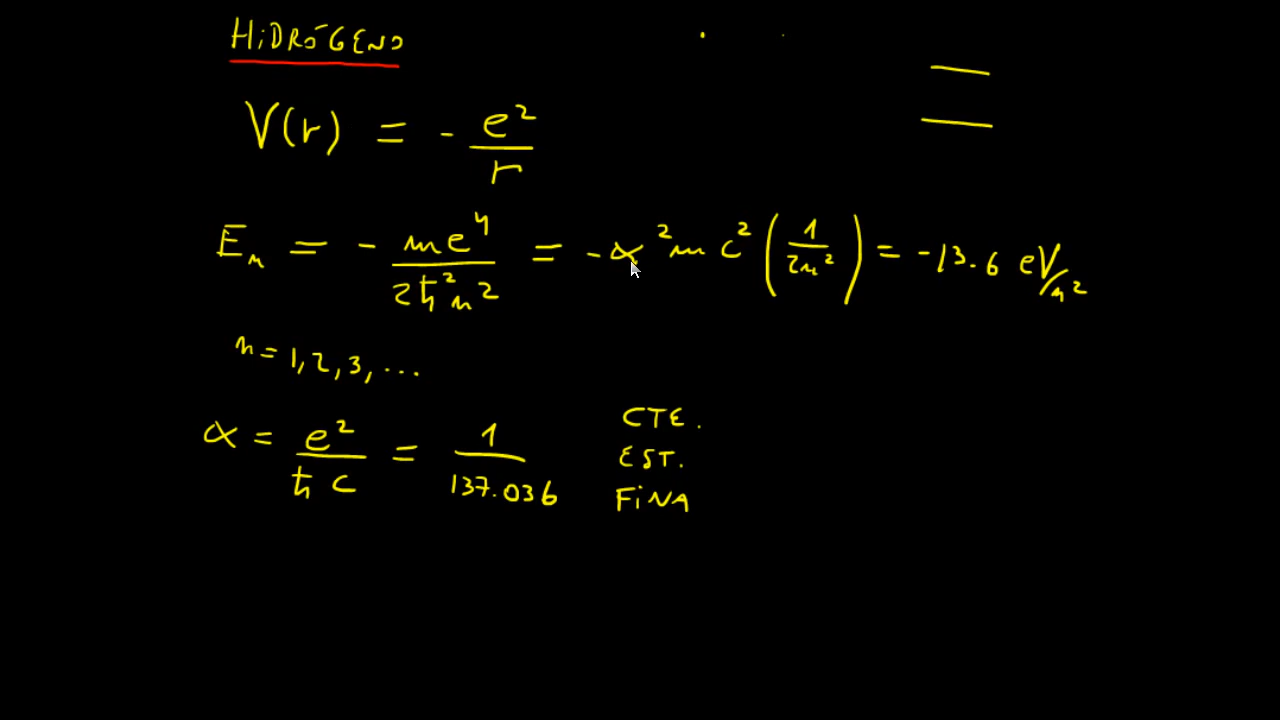 HiDRÓGENO
V(r) = - e²/r
Eₙ = - me⁴/2ħ²n² = -α²mc²(1/2n²) = -13.6 eV/n²
n = 1, 2, 3, ...
α = e²/ħc = 1/137.036
CTE.
EST.
FiNA